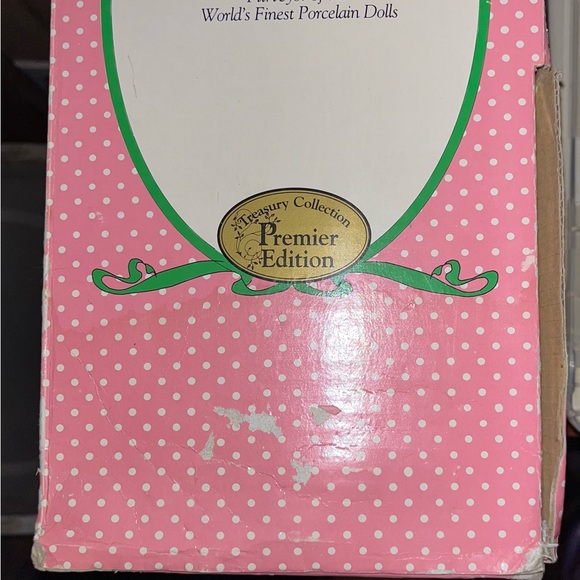 World's Finest Porcelain Dolls
Treasury Collection
Premier
Edition